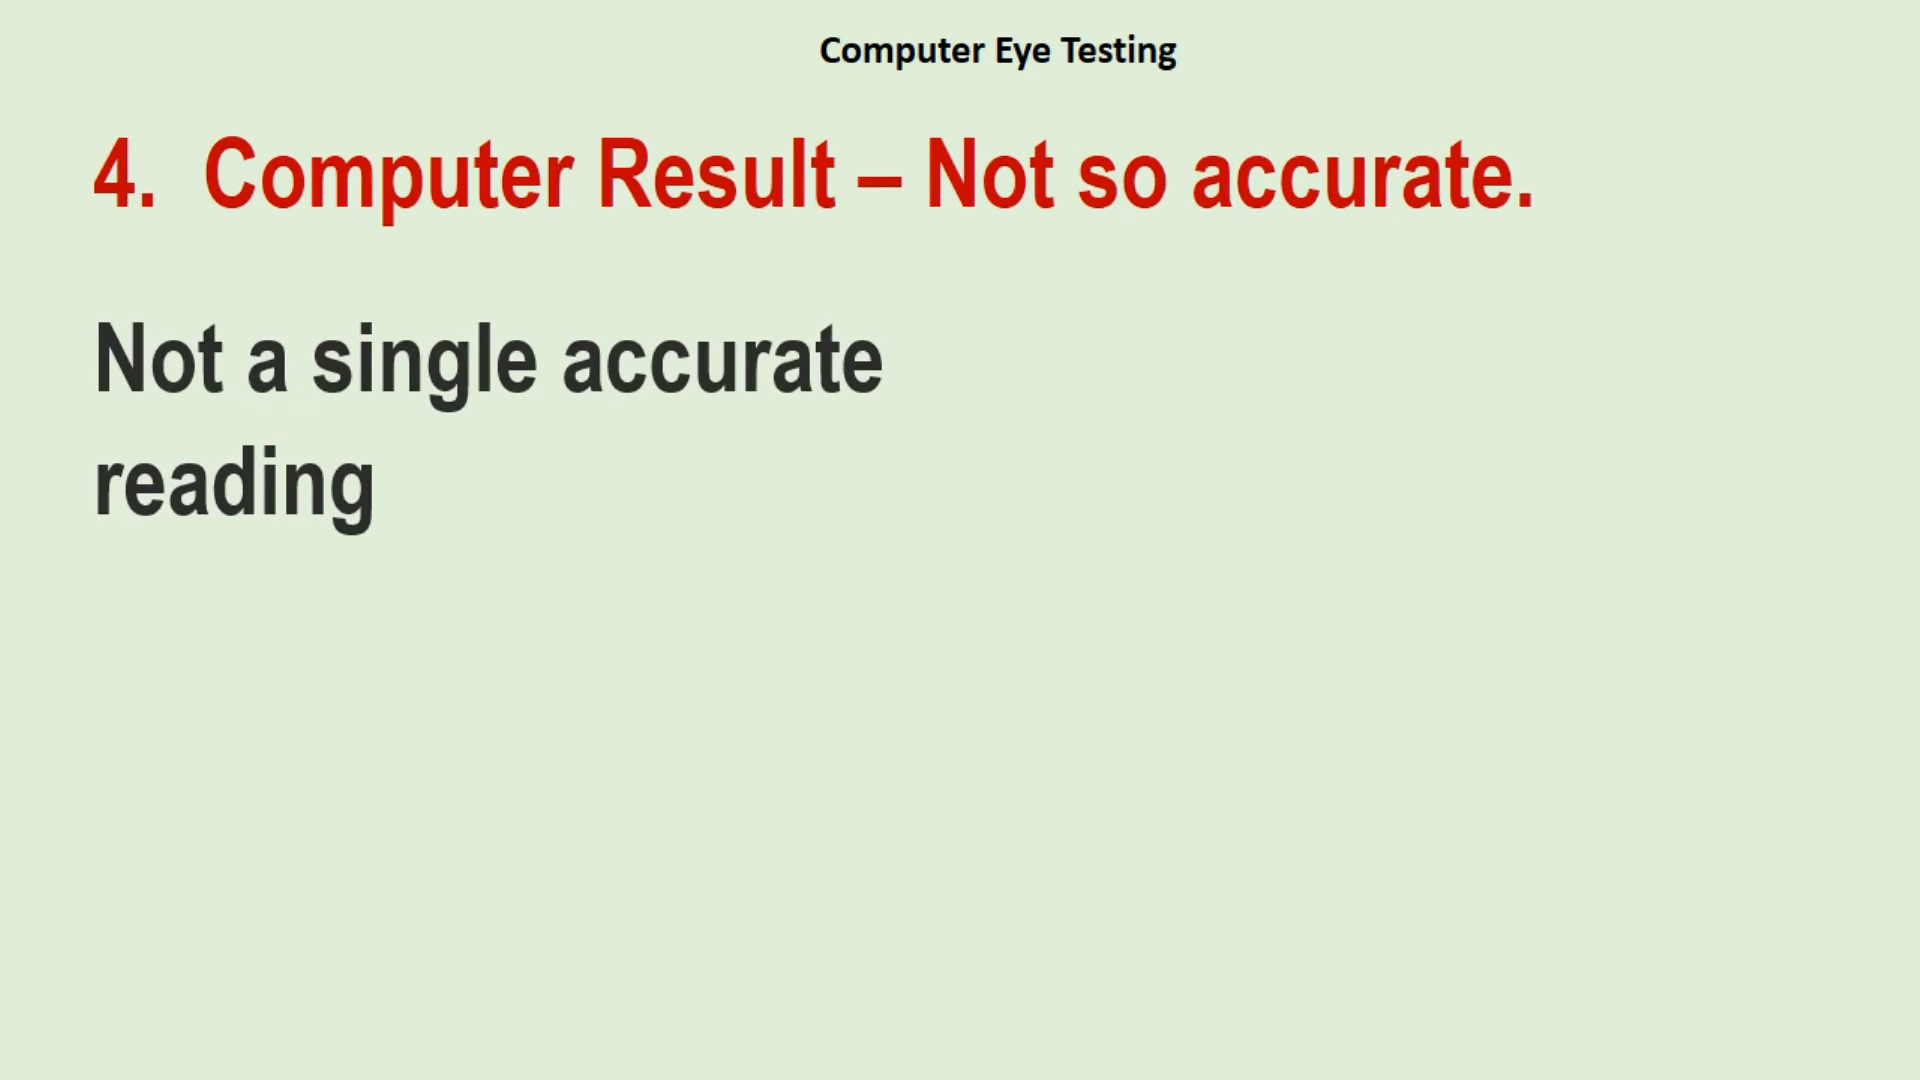 Computer Eye Testing
4. Computer Result – Not so accurate.
Not a single accurate
reading